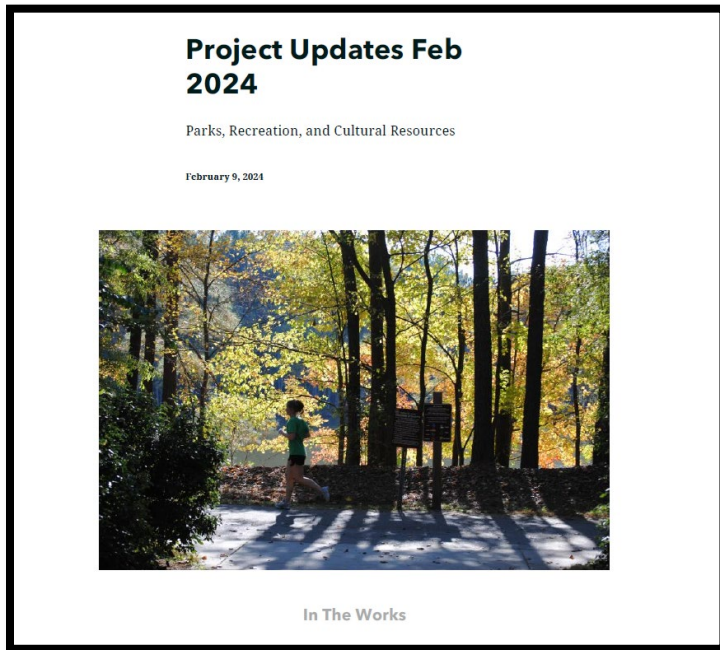 Project Updates Feb
2024
Parks, Recreation, and Cultural Resources
February 9, 2024
In The Works